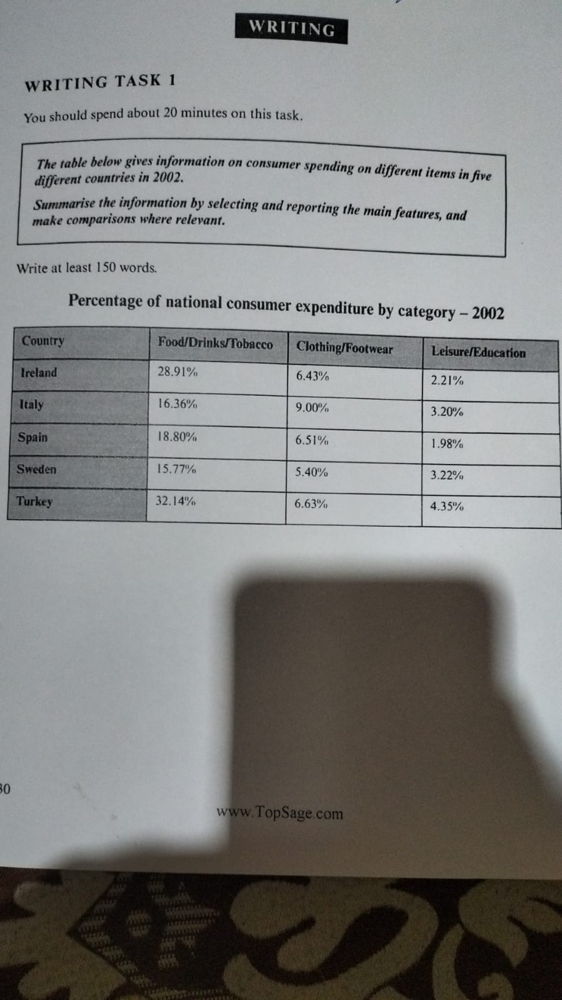 WRITING
WRITING TASK 1
You should spend about 20 minutes on this task.
The table below gives information on consumer spending on different items in five
different countries in 2002.
Summarise the information by selecting and reporting the main features, and
make comparisons where relevant.
Write at least 150 words.
Percentage of national consumer expenditure by category – 2002
Country Food/Drinks/Tobacco Clothing/Footwear Leisure/Education
Ireland 28.91% 6.43% 2.21%
Italy 16.36% 9.00% 3.20%
Spain 18.80% 6.51% 1.98%
Sweden 15.77% 5.40% 3.22%
Turkey 32.14% 6.63% 4.35%
www.TopSage.com